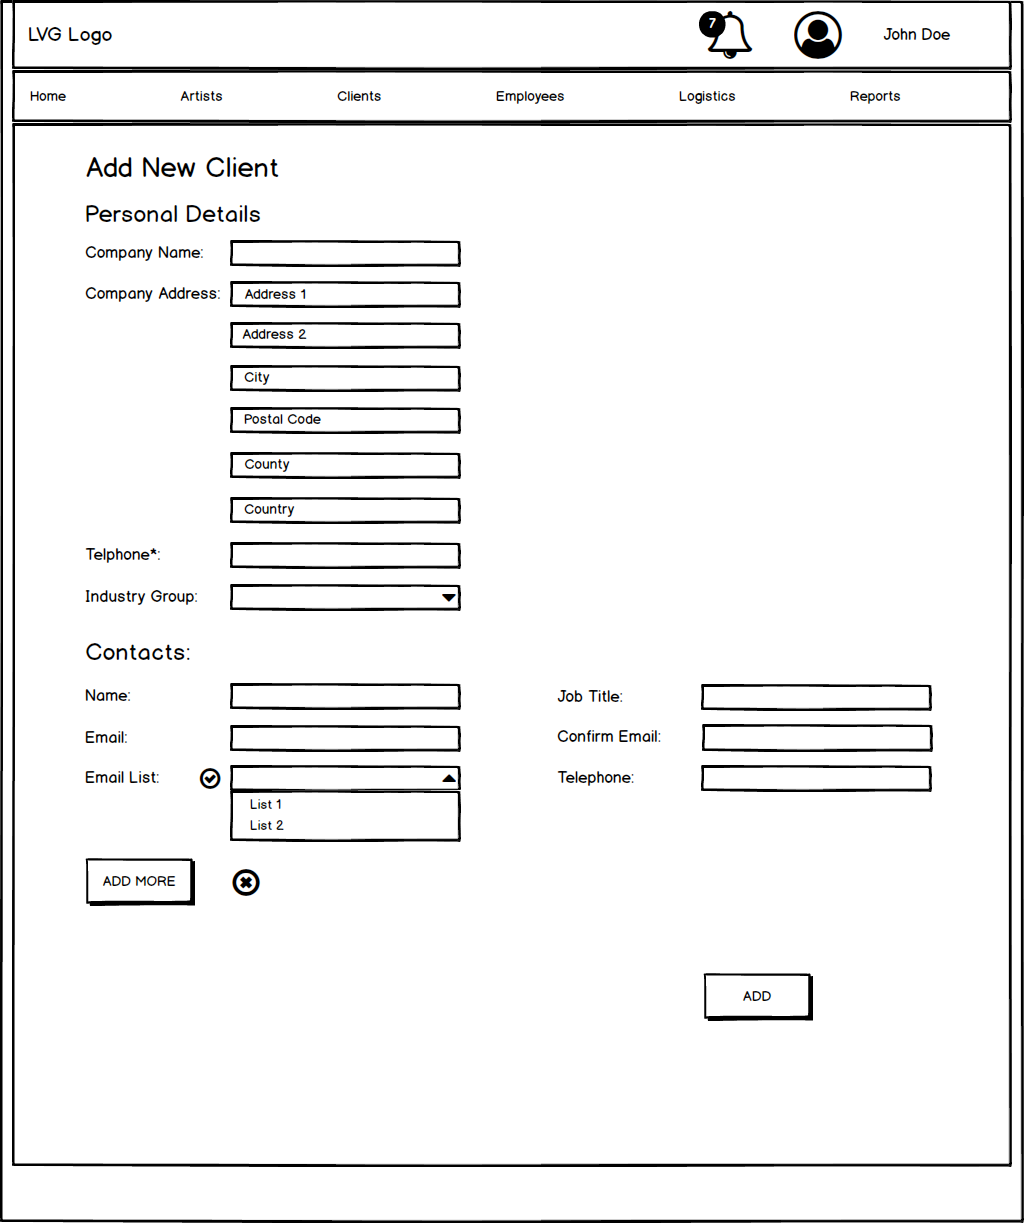 LVG Logo
7
John Doe
Home Artists Clients Employees Logistics Reports
Add New Client
Personal Details
Company Name:
Company Address: Address 1
Address 2
City
Postal Code
County
Country
Telphone*:
Industry Group:
Contacts:
Name: Job Title:
Email: Confirm Email:
Email List: Telephone:
List 1
List 2
ADD MORE
ADD